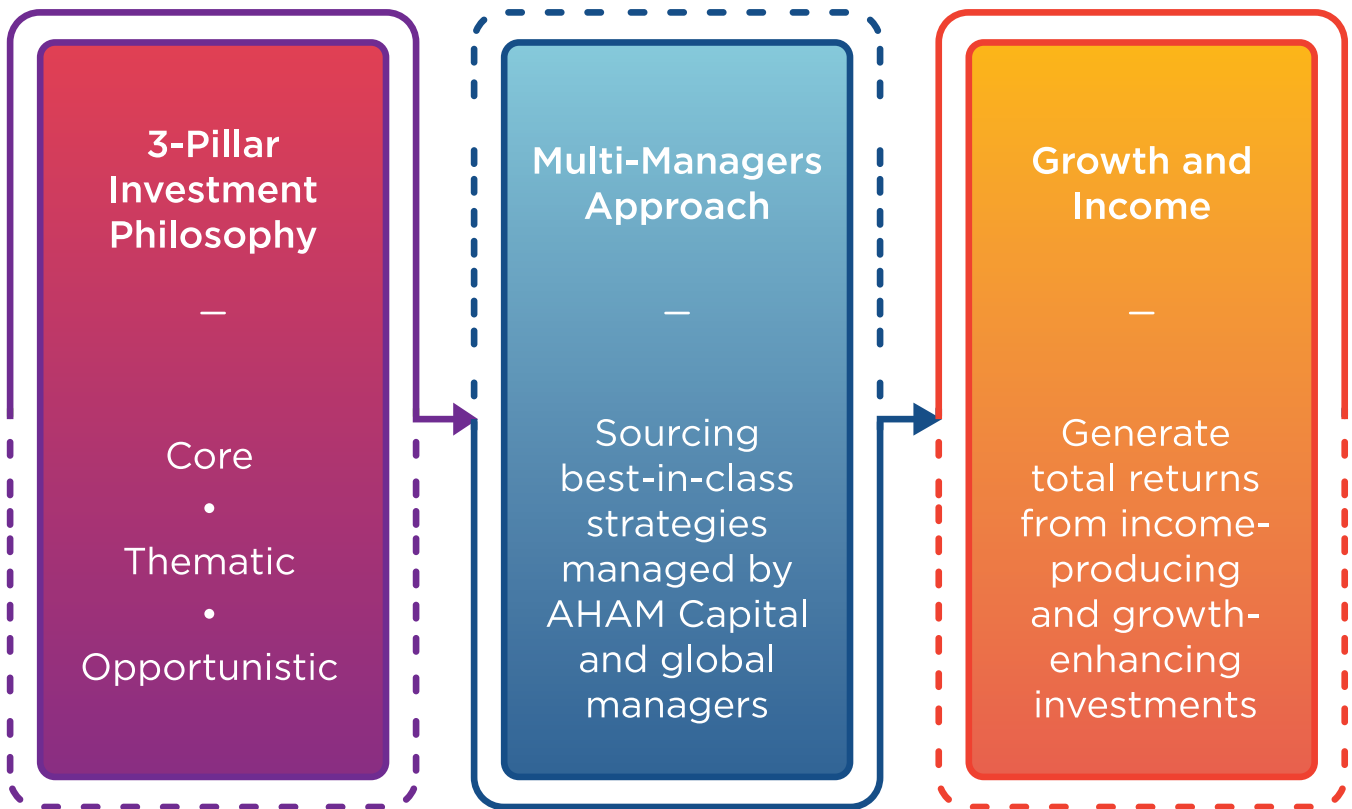 3-Pillar
Investment
Philosophy
—
Core
•
Thematic
•
Opportunistic
Multi-Managers
Approach
—
Sourcing
best-in-class
strategies
managed by
AHAM Capital
and global
managers
Growth and
Income
—
Generate
total returns
from income-
producing
and growth-
enhancing
investments